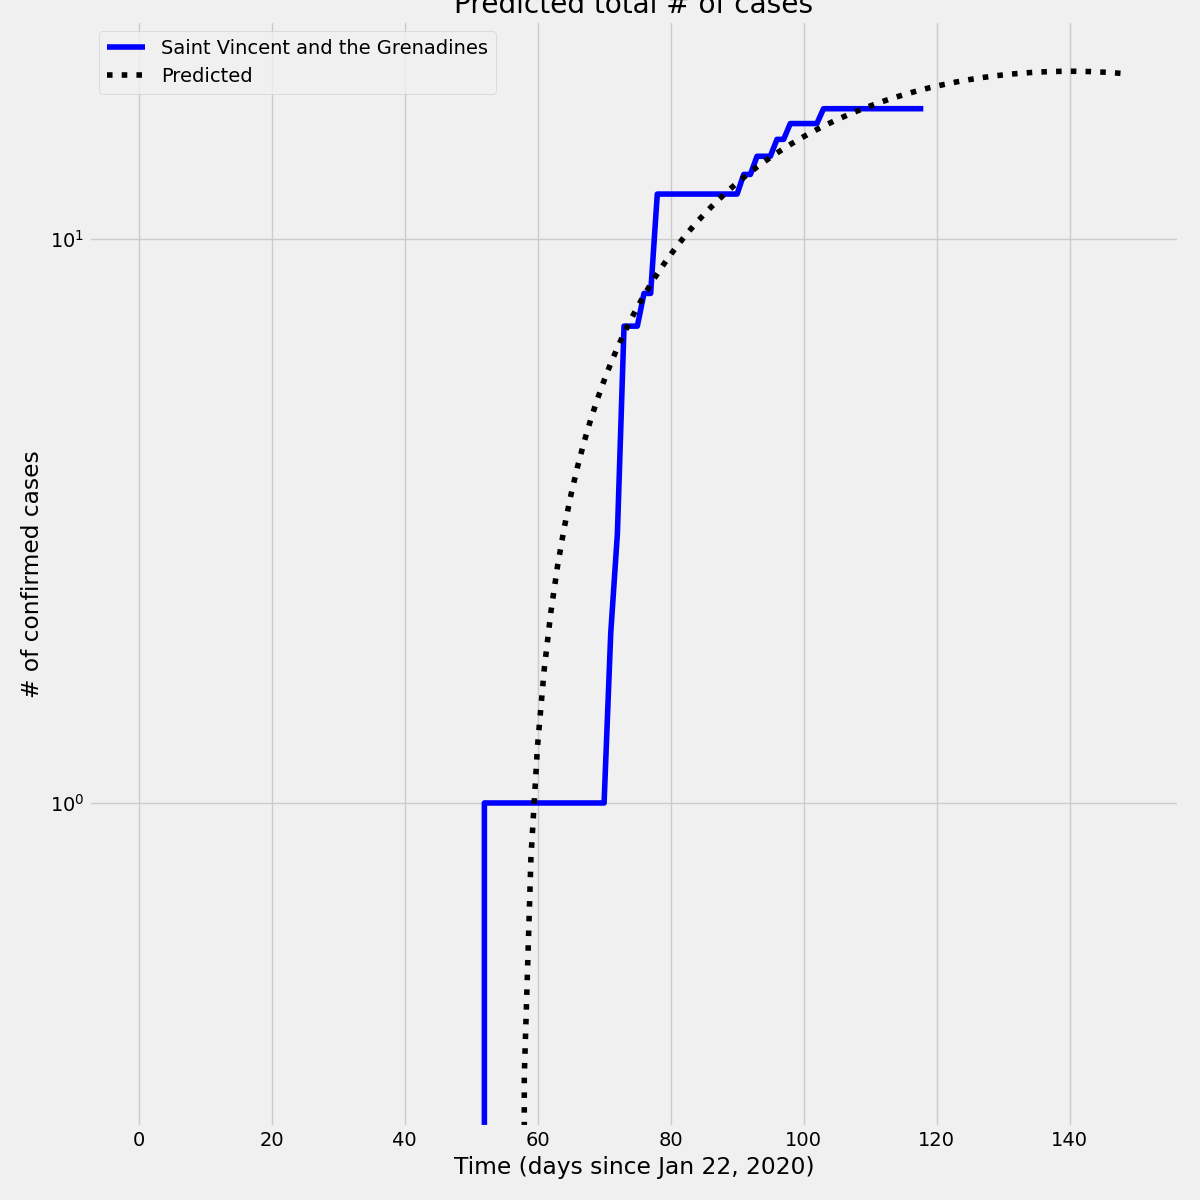 Predicted total # of cases
Saint Vincent and the Grenadines
Predicted
10¹
10⁰
# of confirmed cases
0 20 40 60 80 100 120 140
Time (days since Jan 22, 2020)